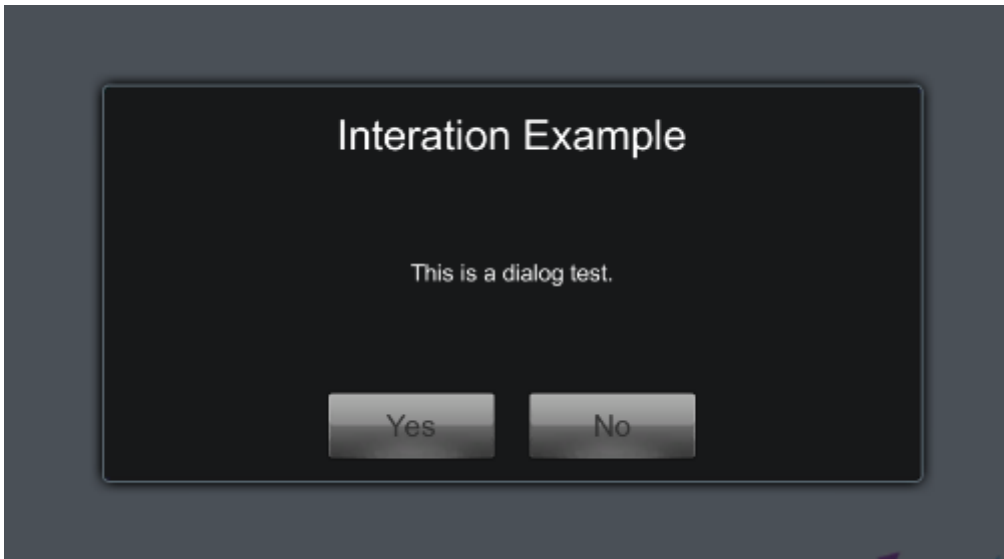 Interation Example
This is a dialog test.
Yes No